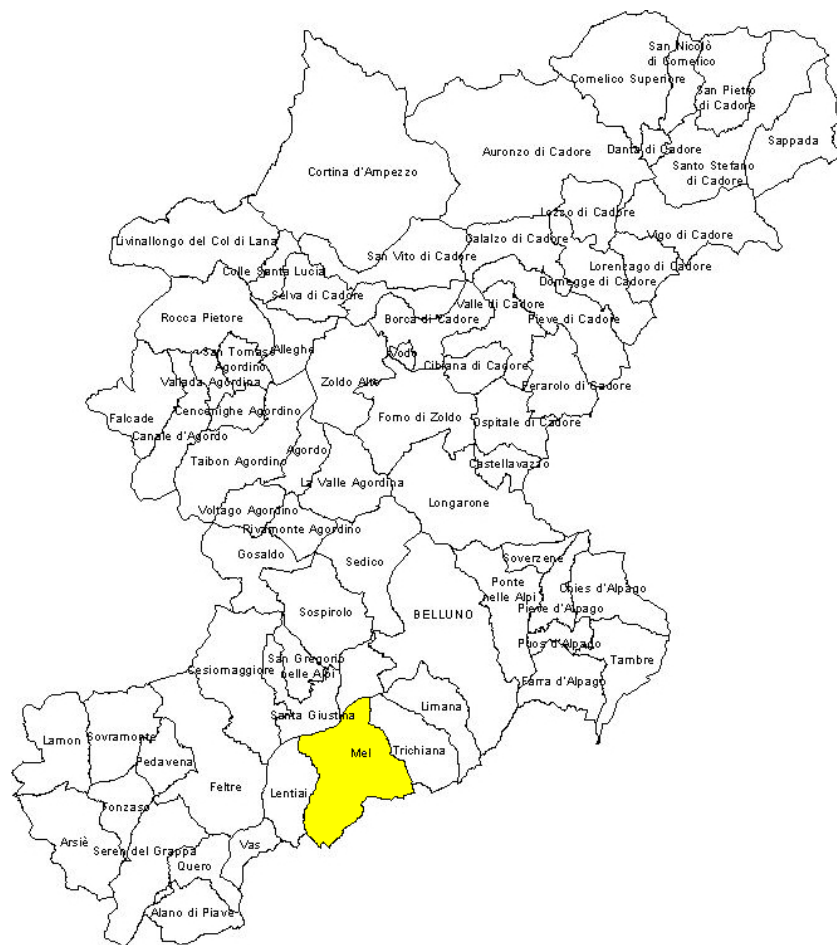 San Nicolò
di Comelico
Comelico Superiore
San Pietro
di Cadore
Sappada
Danta di Cadore
Auronzo di Cadore
Santo Stefano
di Cadore
Cortina d'Ampezzo
Lozzo di Cadore
Vigo di Cadore
Livinallongo del Col di Lana
Calalzo di Cadore
San Vito di Cadore
Lorenzago di Cadore
Colle Santa Lucia
Domegge di Cadore
Selva di Cadore
Valle di Cadore
Rocca Pietore
Borca di Cadore
Pieve di Cadore
San Tomaso
Agordino
Alleghe
Vodo
Cibiana di Cadore
Vallada Agordina
Zoldo Alto
Perarolo di Cadore
Falcade
Cencenighe Agordino
Forno di Zoldo
Ospitale di Cadore
Canale d'Agordo
Agordo
Taibon Agordino
Castellavazzo
La Valle Agordina
Longarone
Voltago Agordino
Rivamonte Agordino
Gosaldo
Sedico
Soverzene
Ponte
nelle Alpi
Chies d'Alpago
Sospirolo
BELLUNO
Pieve d'Alpago
Puos d'Alpago
San Gregorio
nelle Alpi
Tambre
Cesiomaggiore
Farra d'Alpago
Limana
Santa Giustina
Lamon
Sovramonte
Mel
Trichiana
Pedavena
Feltre
Lentiai
Fonzaso
Arsiè
Seren del Grappa
Vas
Quero
Alano di Piave